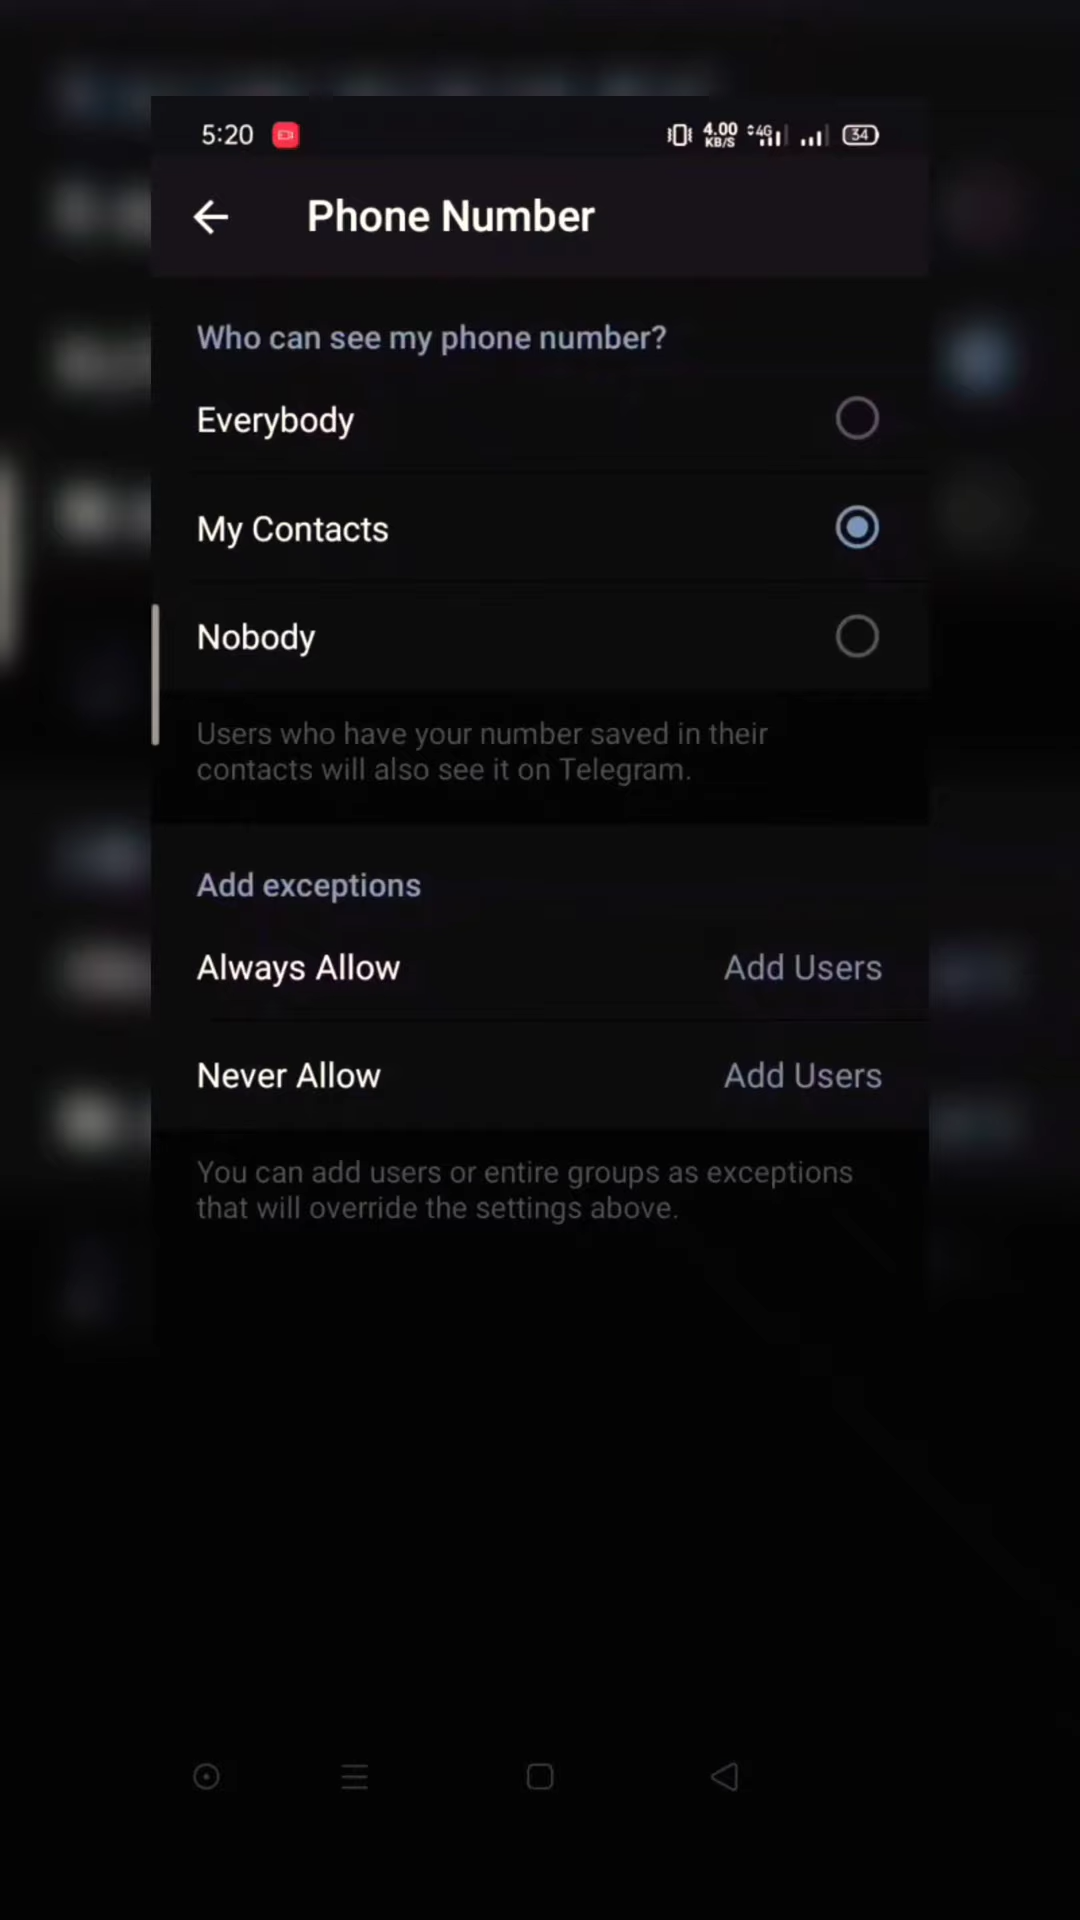 5:20 4.00 KB/S 4G 34
Phone Number
Who can see my phone number?
Everybody
My Contacts
Nobody
Users who have your number saved in their
contacts will also see it on Telegram.
Add exceptions
Always Allow Add Users
Never Allow Add Users
You can add users or entire groups as exceptions
that will override the settings above.